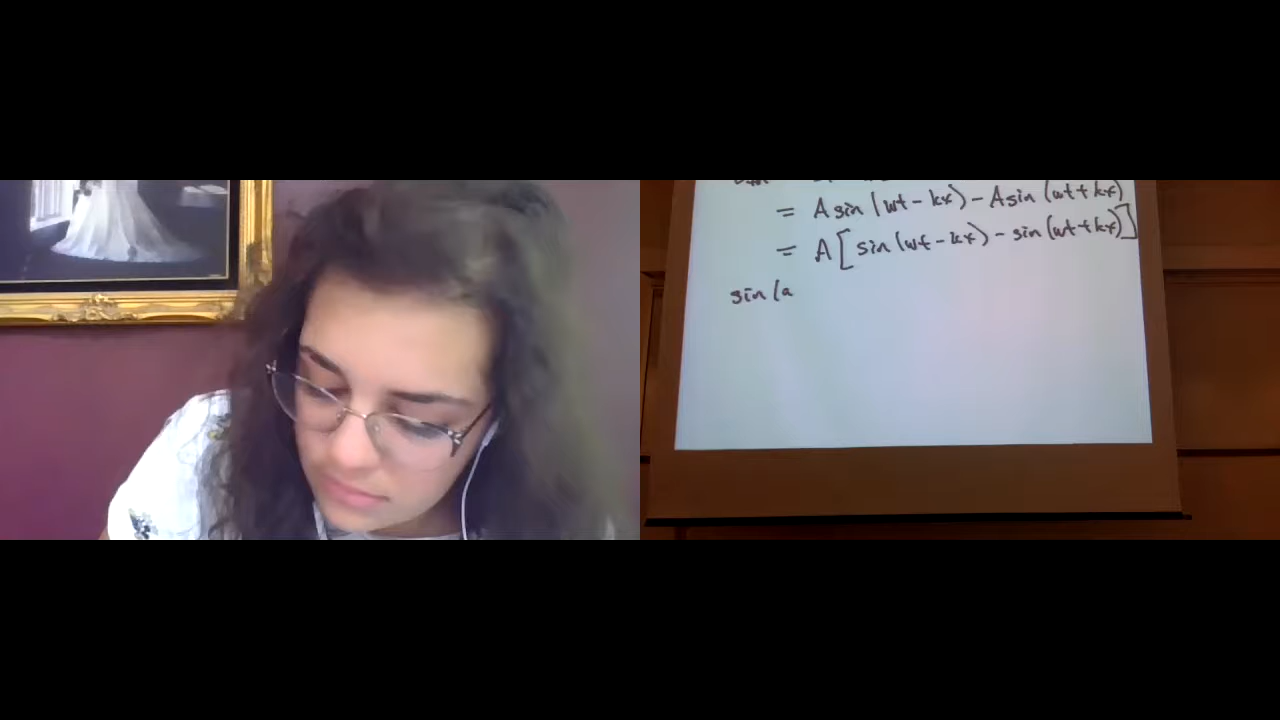 = A sin (wt - kx) - A sin (wt + kx)
= A [ sin (wt - kx) - sin (wt + kx) ]
sin (a